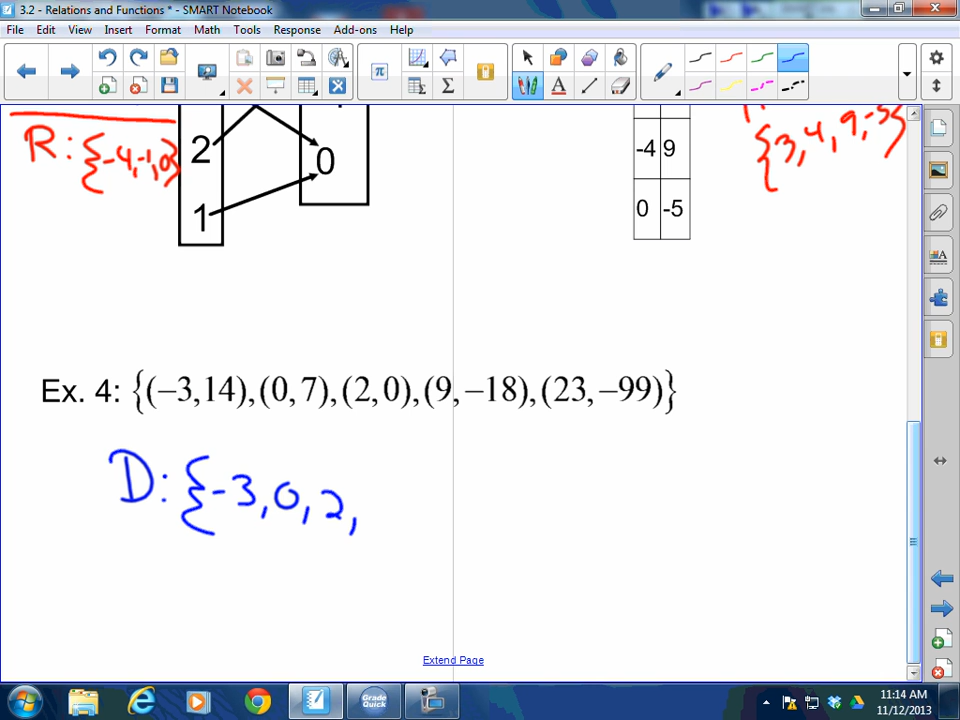 3.2 - Relations and Functions * - SMART Notebook
File Edit View Insert Format Math Tools Response Add-ons Help
R: {-4, -1, 0}
2
0
1
-4 9
0 -5
{3, 4, 9, -5}
Ex. 4: {(−3,14),(0,7),(2,0),(9,−18),(23,−99)}
D: {-3, 0, 2,
Extend Page
Grade Quick
11:14 AM
11/12/2013